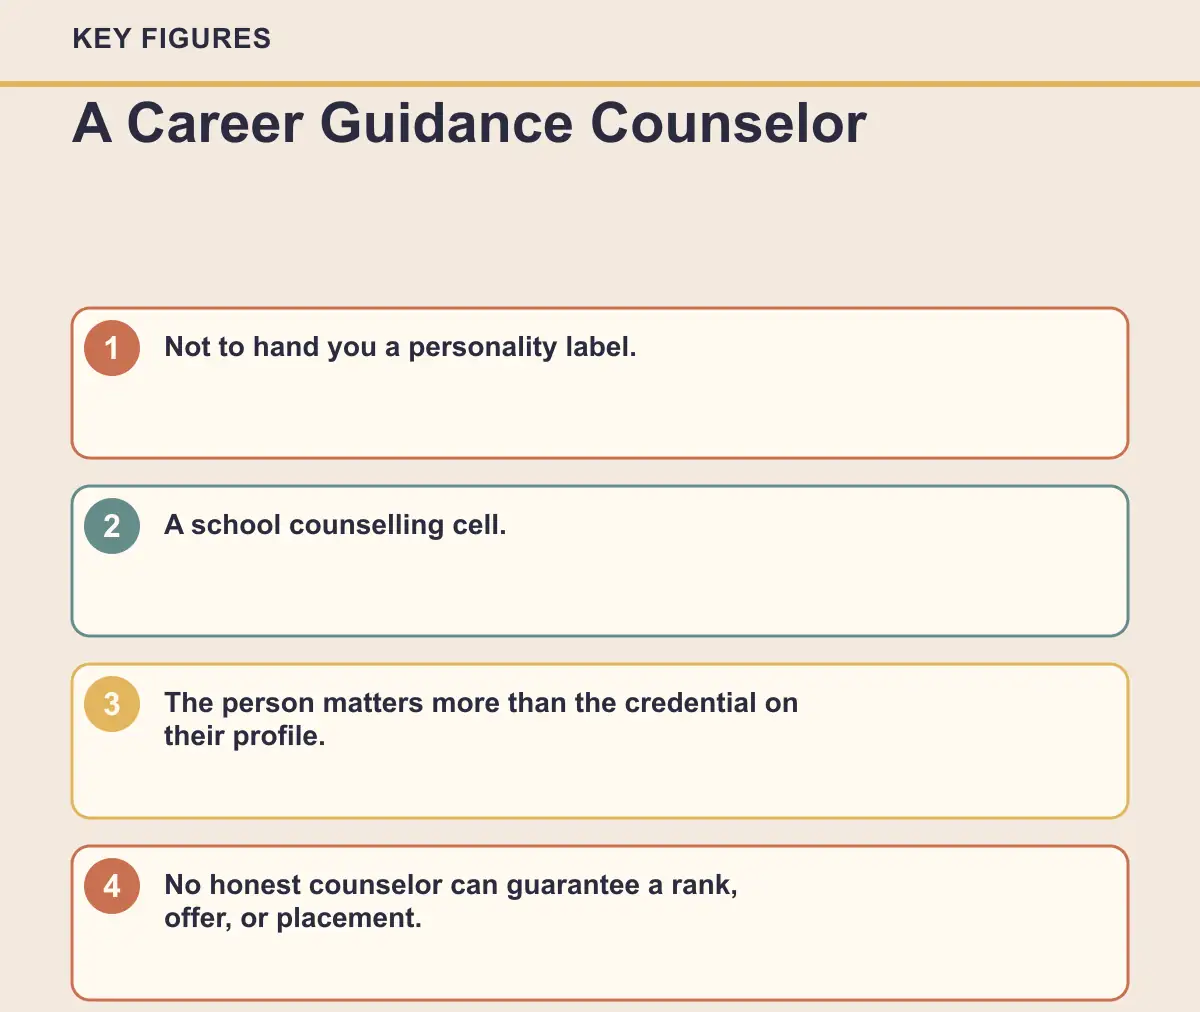 KEY FIGURES
A Career Guidance Counselor
1
Not to hand you a personality label.
2
A school counselling cell.
3
The person matters more than the credential on
their profile.
4
No honest counselor can guarantee a rank,
offer, or placement.